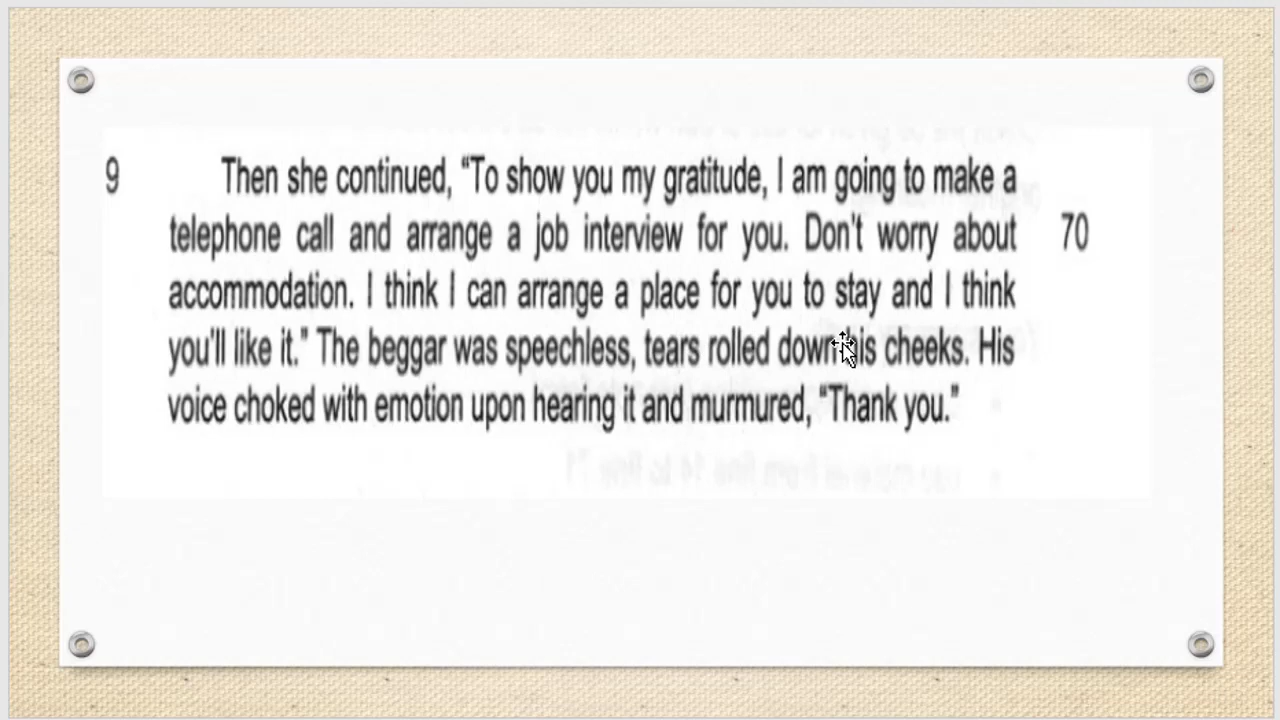 9 Then she continued, “To show you my gratitude, I am going to make a
telephone call and arrange a job interview for you. Don't worry about 70
accommodation. I think I can arrange a place for you to stay and I think
you'll like it.” The beggar was speechless, tears rolled down his cheeks. His
voice choked with emotion upon hearing it and murmured, “Thank you.”